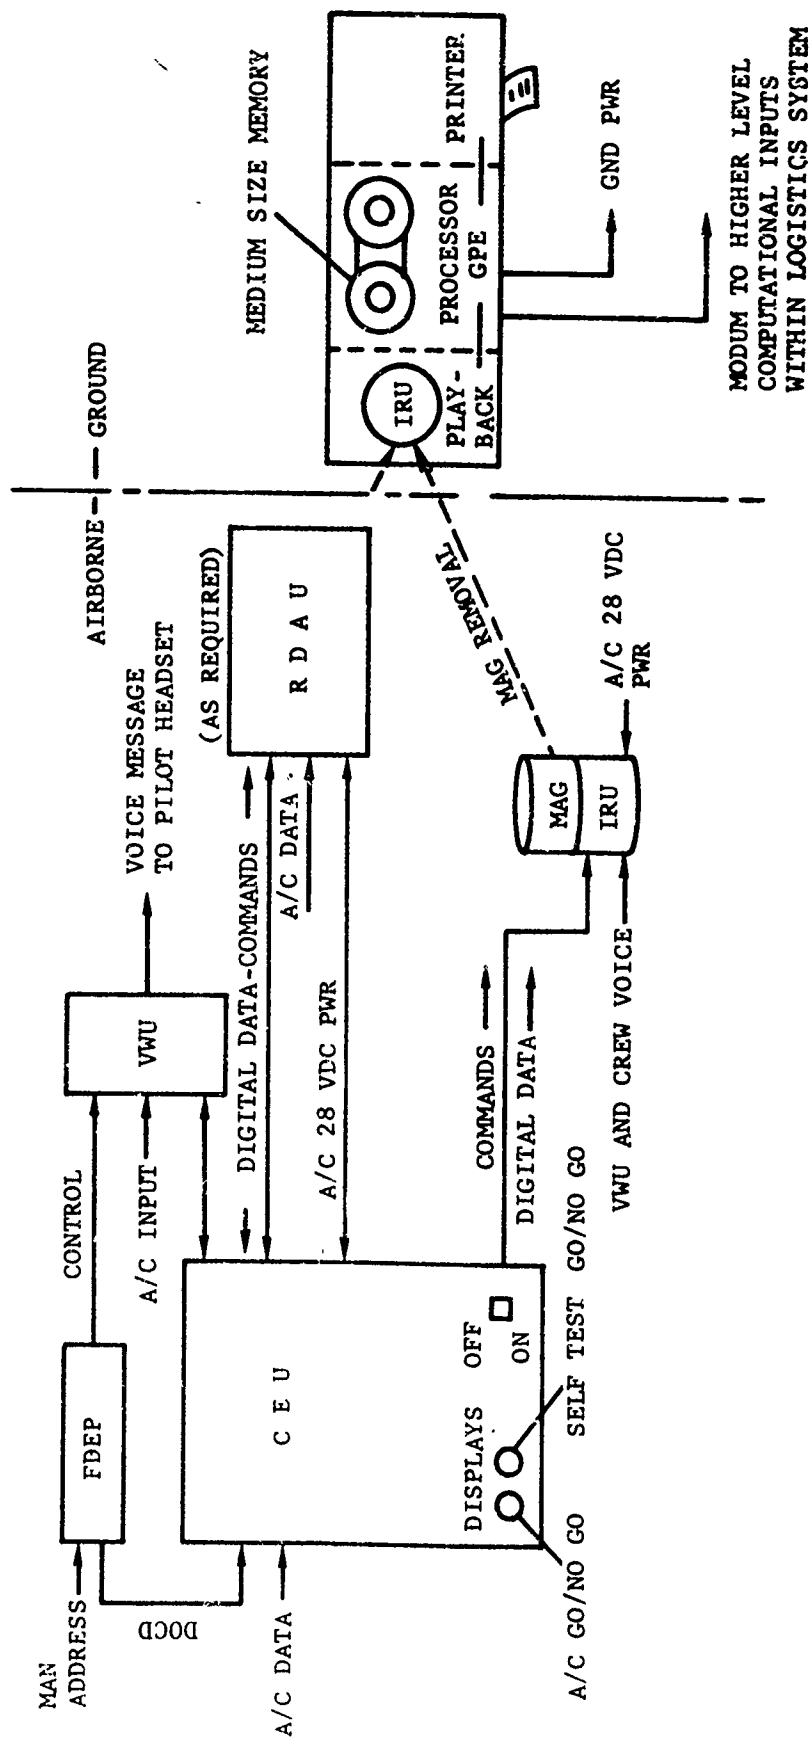 AIRBORNE — GROUND
MAN
ADDRESS
FDEP
CONTROL
VWU
VOICE MESSAGE
TO PILOT HEADSET
A/C INPUT
DOCD
A/C DATA
C E U
DISPLAYS
OFF
ON
A/C GO/NO GO
SELF TEST GO/NO GO
DIGITAL DATA-COMMANDS
A/C DATA
A/C 28 VDC PWR
(AS REQUIRED)
R D A U
COMMANDS
DIGITAL DATA
VWU AND CREW VOICE
MAG
IRU
A/C 28 VDC
PWR
MAG REMOVAL
MEDIUM SIZE MEMORY
IRU
PLAY-
BACK
PROCESSOR
GPE
PRINTER
GND PWR
MODUM TO HIGHER LEVEL
COMPUTATIONAL INPUTS
WITHIN LOGISTICS SYSTEM